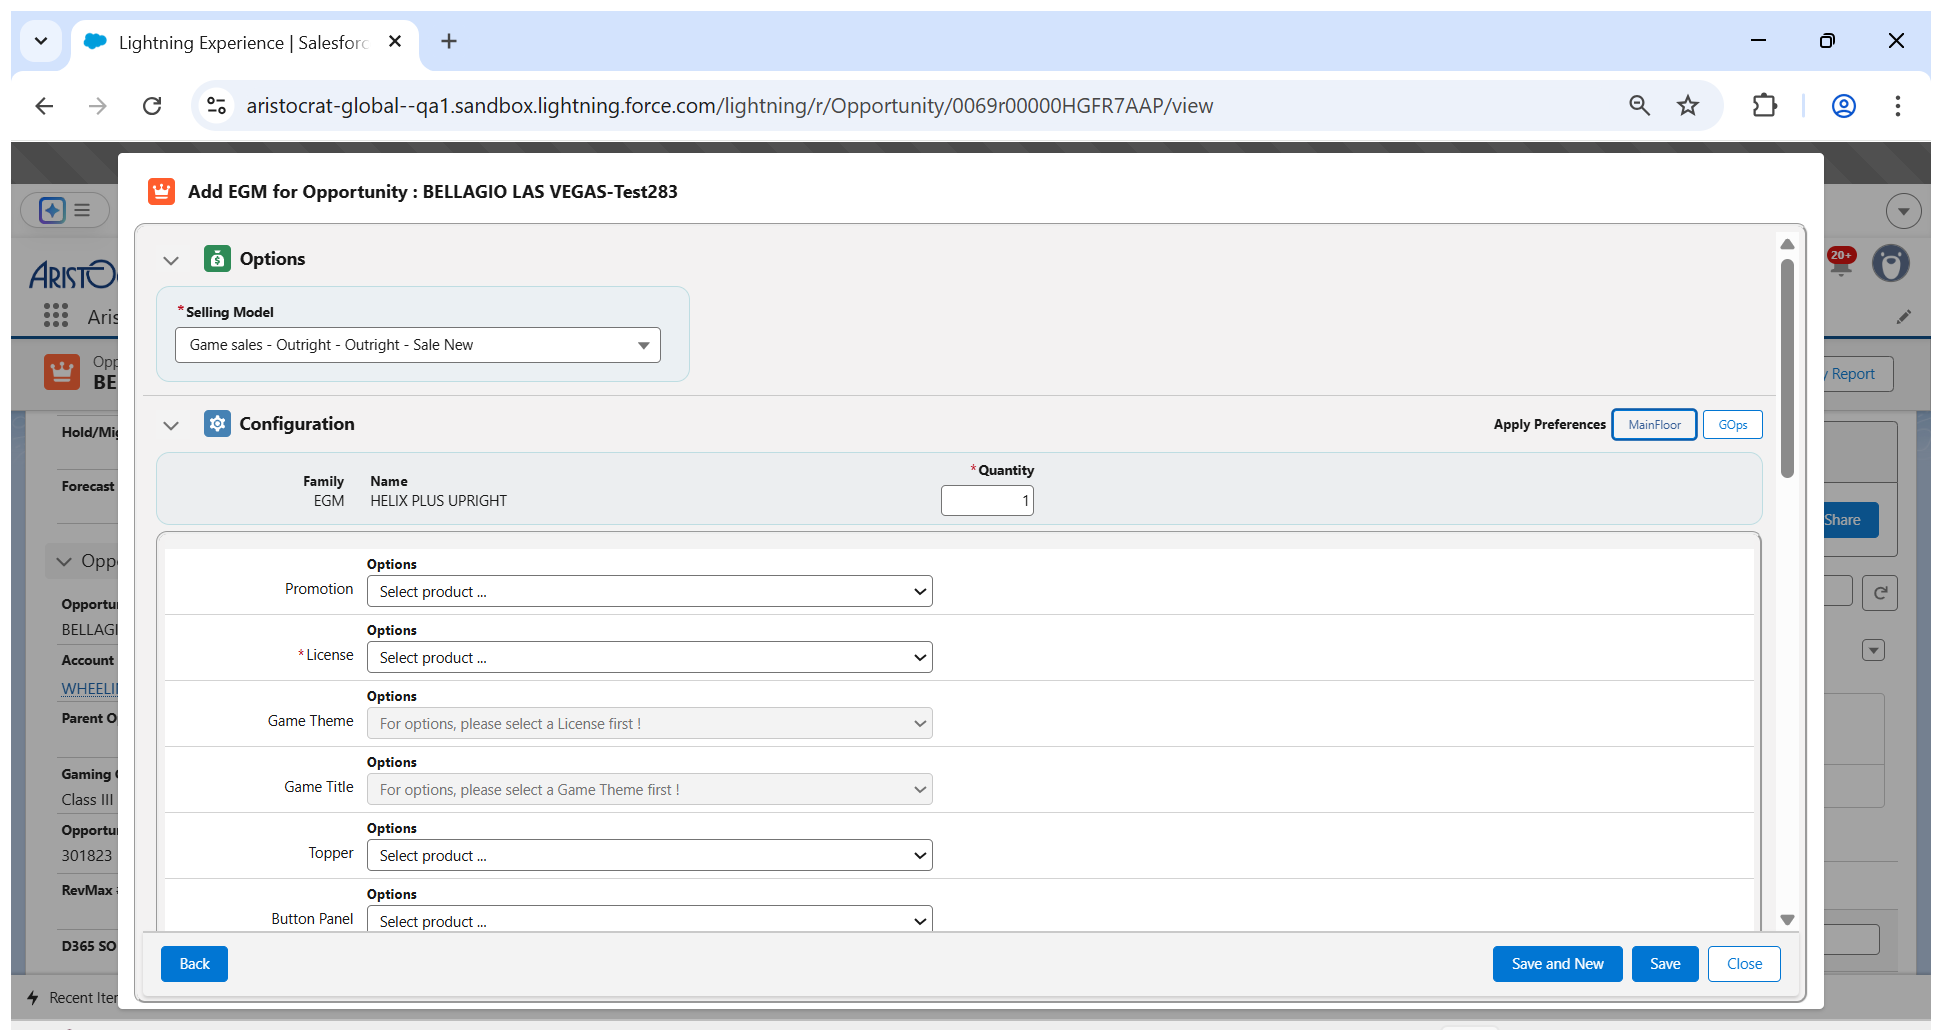 Lightning Experience | Salesforc
aristocrat-global--qa1.sandbox.lightning.force.com/lightning/r/Opportunity/0069r00000HGFR7AAP/view
Add EGM for Opportunity : BELLAGIO LAS VEGAS-Test283
Options
*Selling Model
Game sales - Outright - Outright - Sale New
Configuration
Apply Preferences
MainFloor
GOps
Family
EGM
Name
HELIX PLUS UPRIGHT
*Quantity
1
Options
Promotion
Select product ...
Options
*License
Select product ...
Options
Game Theme
For options, please select a License first !
Options
Game Title
For options, please select a Game Theme first !
Options
Topper
Select product ...
Options
Button Panel
Select product ...
Back
Save and New
Save
Close
ARISTOC
Aris
Opp
BE
Hold/Mig
Forecast
Oppo
Opportu
BELLAGI
Account
WHEELI
Parent O
Gaming
Class III
Opportu
301823
RevMax
D365 SO
Recent Iter
20+
y Report
Share